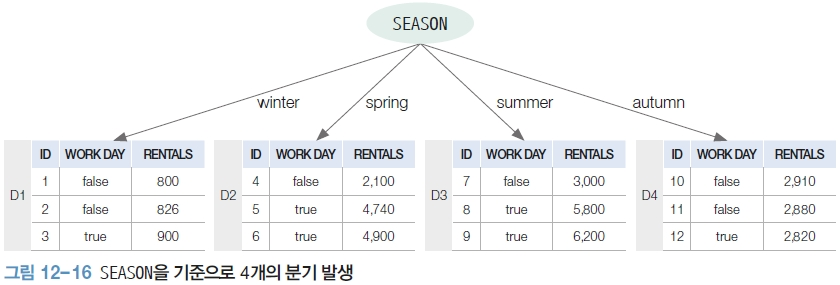 SEASON
winter spring summer autumn
ID WORK DAY RENTALS ID WORK DAY RENTALS ID WORK DAY RENTALS ID WORK DAY RENTALS
D1 1 false 800 D2 4 false 2,100 D3 7 false 3,000 D4 10 false 2,910
2 false 826 5 true 4,740 8 true 5,800 11 false 2,880
3 true 900 6 true 4,900 9 true 6,200 12 true 2,820
그림 12-16 SEASON을 기준으로 4개의 분기 발생